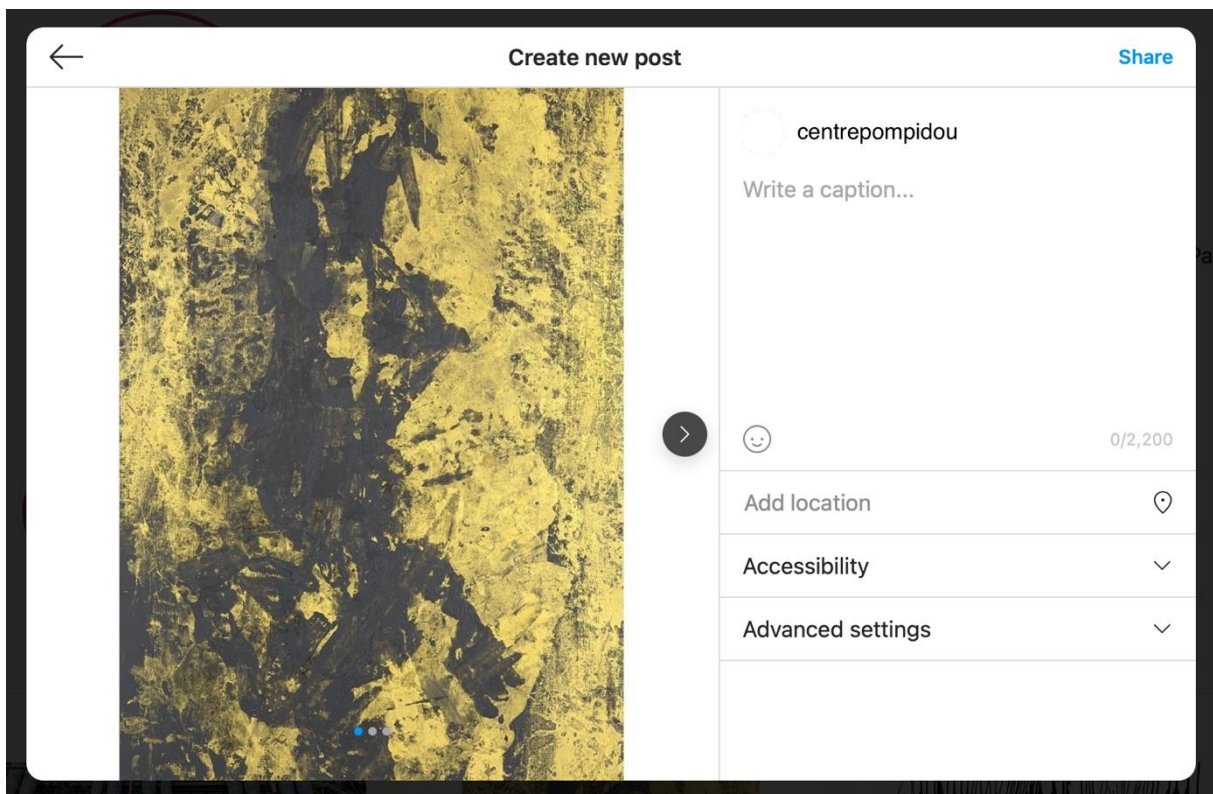 Create new post
Share
centrepompidou
Write a caption...
0/2,200
Add location
Accessibility
Advanced settings